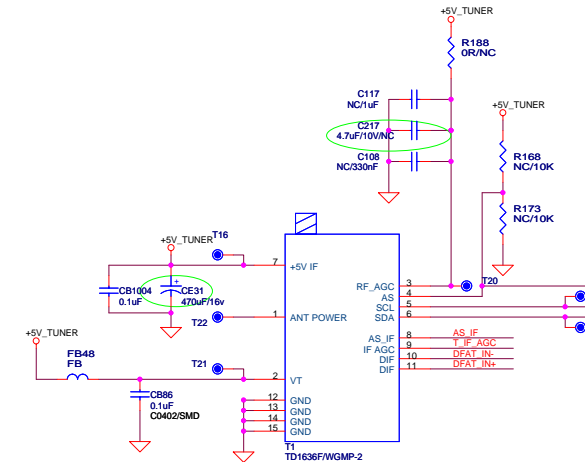 +5V_TUNER
R188
0R/NC
C117
NC/1uF
+5V_TUNER
C217
4.7uF/10V/NC
C108
NC/330nF
R168
NC/10K
R173
NC/10K
+5V_TUNER
T16
7
+5V IF
CB1004
0.1uF
CE31
470uF/16v
+
RF_AGC
3
T20
AS
4
SCL
5
SDA
6
T22
1
ANT POWER
+5V_TUNER
FB48
FB
T21
2
VT
AS_IF
8
AS_IF
IF AGC
9
T_IF_AGC
DIF
10
DFAT_IN-
DIF
11
DFAT_IN+
CB86
0.1uF
C0402/SMD
12
GND
13
GND
14
GND
15
GND
T1
TD1636F/WGMP-2